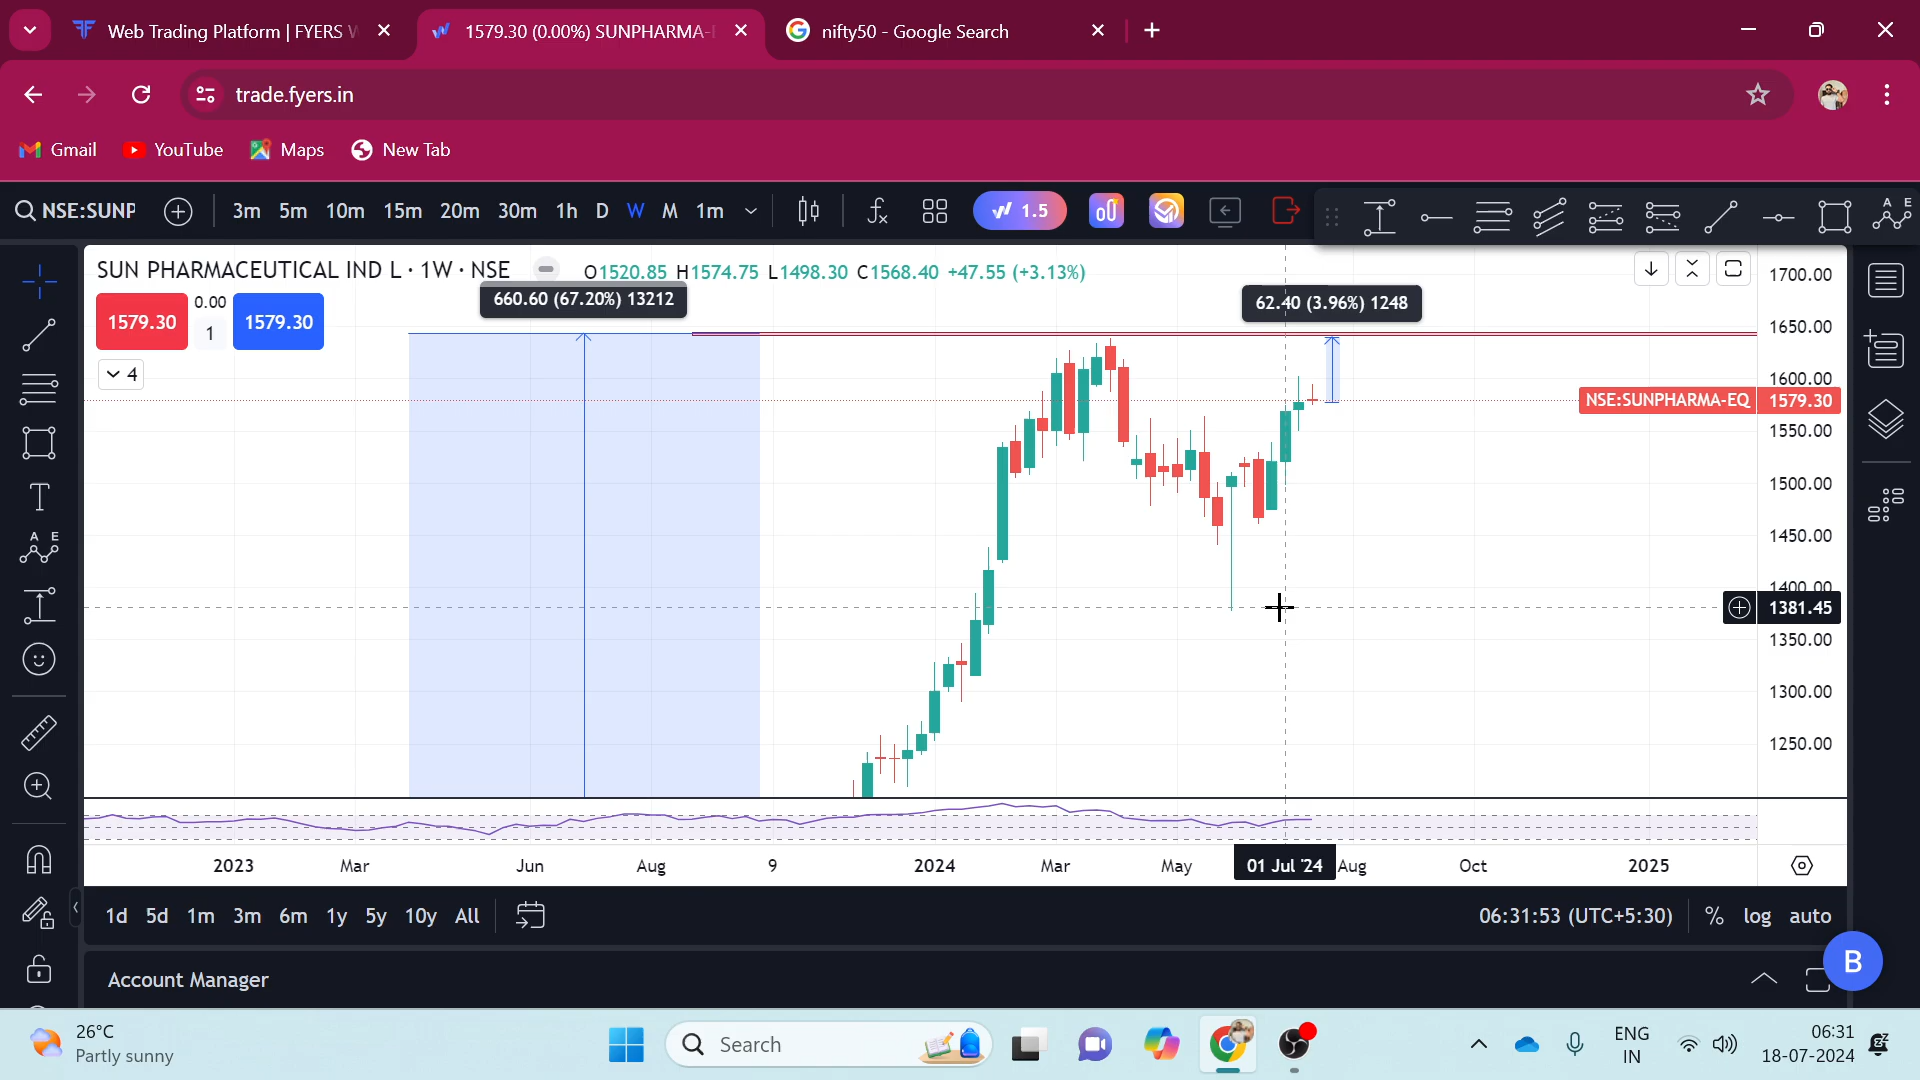 Web Trading Platform | FYERS W
1579.30 (0.00%) SUNPHARMA-
nifty50 - Google Search
trade.fyers.in
Gmail YouTube Maps New Tab
NSE:SUNP 3m 5m 10m 15m 20m 30m 1h D W M 1m 1.5
SUN PHARMACEUTICAL IND L · 1W · NSE O1520.85 H1574.75 L1498.30 C1568.40 +47.55 (+3.13%)
1579.30 0.00 1 1579.30
660.60 (67.20%) 13212
62.40 (3.96%) 1248
4
1700.00
1650.00
1600.00
NSE:SUNPHARMA-EQ 1579.30
1550.00
1500.00
1450.00
1400.00
1381.45
1350.00
1300.00
1250.00
T
A E
A E
2023 Mar Jun Aug 9 2024 Mar May 01 Jul '24 Aug Oct 2025
1d 5d 1m 3m 6m 1y 5y 10y All 06:31:53 (UTC+5:30) % log auto
Account Manager
B
26°C
Partly sunny
Search
ENG
IN
06:31
18-07-2024